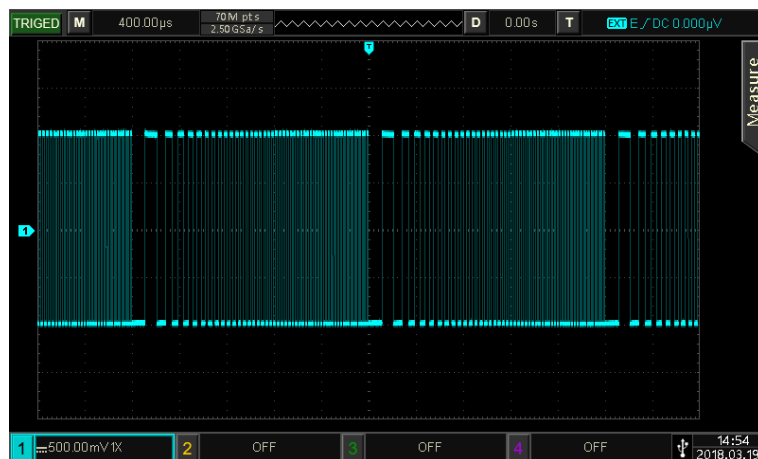 TRIGED M 400.00μs 70M pts D 0.00s T EXT E DC 0.000μV
2.50GSa/s
T
Measure
1
1 500.00mV 1X 2 OFF 3 OFF 4 OFF 14:54
2018.03.19